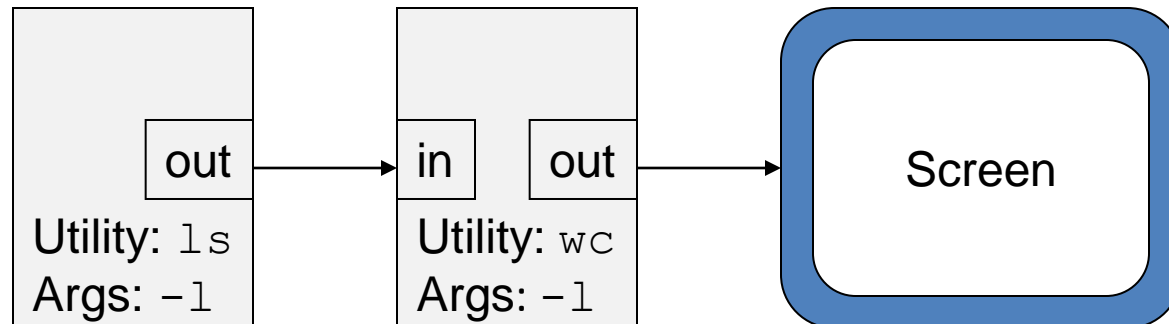 out
in
out
Screen
Utility: ls
Args: -l
Utility: wc
Args: -l